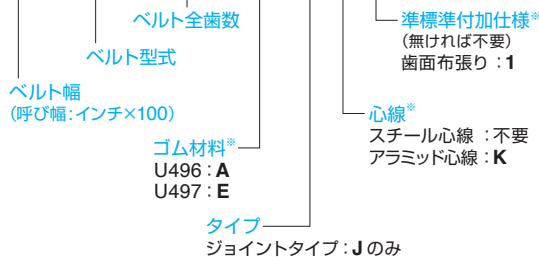 ベルト全歯数
準標準付加仕様※
(無ければ不要)
歯面布張り：1
ベルト型式
ベルト幅
(呼び幅：インチ×100)
心線※
スチール心線：不要
アラミッド心線：K
ゴム材料※
U496：A
U497：E
タイプ
ジョイントタイプ：Jのみ